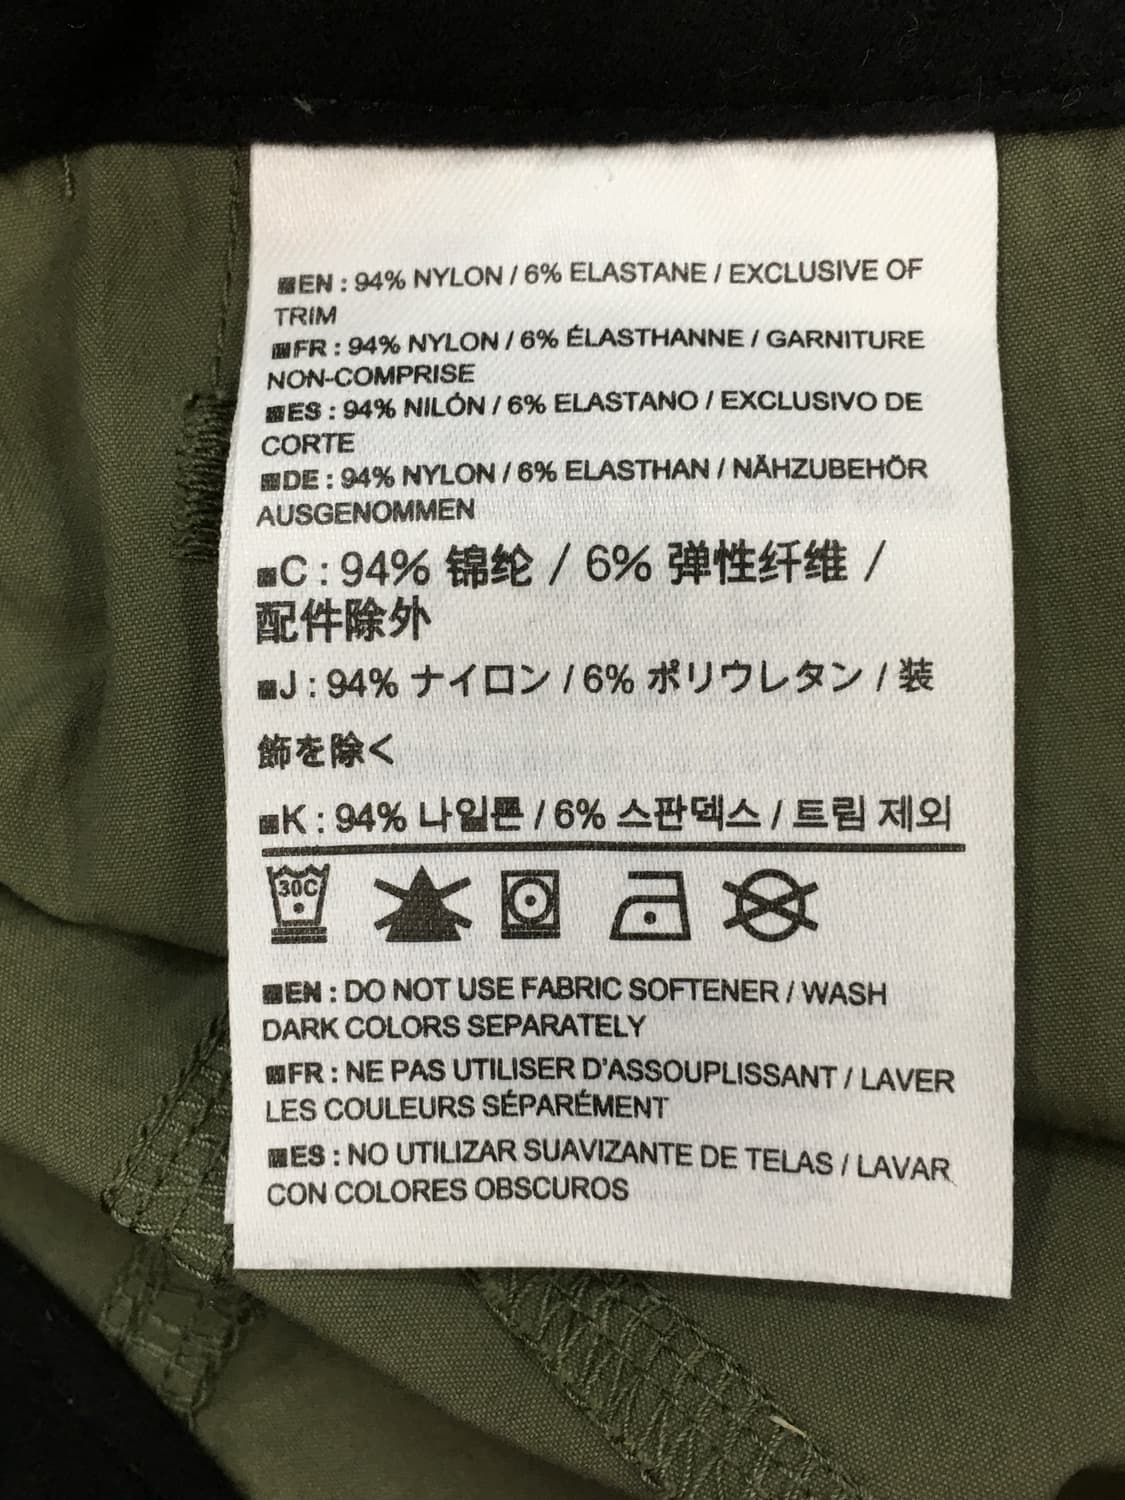 EN : 94% NYLON / 6% ELASTANE / EXCLUSIVE OF
TRIM
FR : 94% NYLON / 6% ÉLASTHANNE / GARNITURE
NON-COMPRISE
ES : 94% NILÓN / 6% ELASTANO / EXCLUSIVO DE
CORTE
DE : 94% NYLON / 6% ELASTHAN / NÄHZUBEHÖR
AUSGENOMMEN
C : 94% 锦纶 / 6% 弹性纤维 /
配件除外
J : 94% ナイロン / 6% ポリウレタン / 装
飾を除く
K : 94% 나일론 / 6% 스판덱스 / 트림 제외
30C
EN : DO NOT USE FABRIC SOFTENER / WASH
DARK COLORS SEPARATELY
FR : NE PAS UTILISER D'ASSOUPLISSANT / LAVER
LES COULEURS SÉPARÉMENT
ES : NO UTILIZAR SUAVIZANTE DE TELAS / LAVAR
CON COLORES OBSCUROS